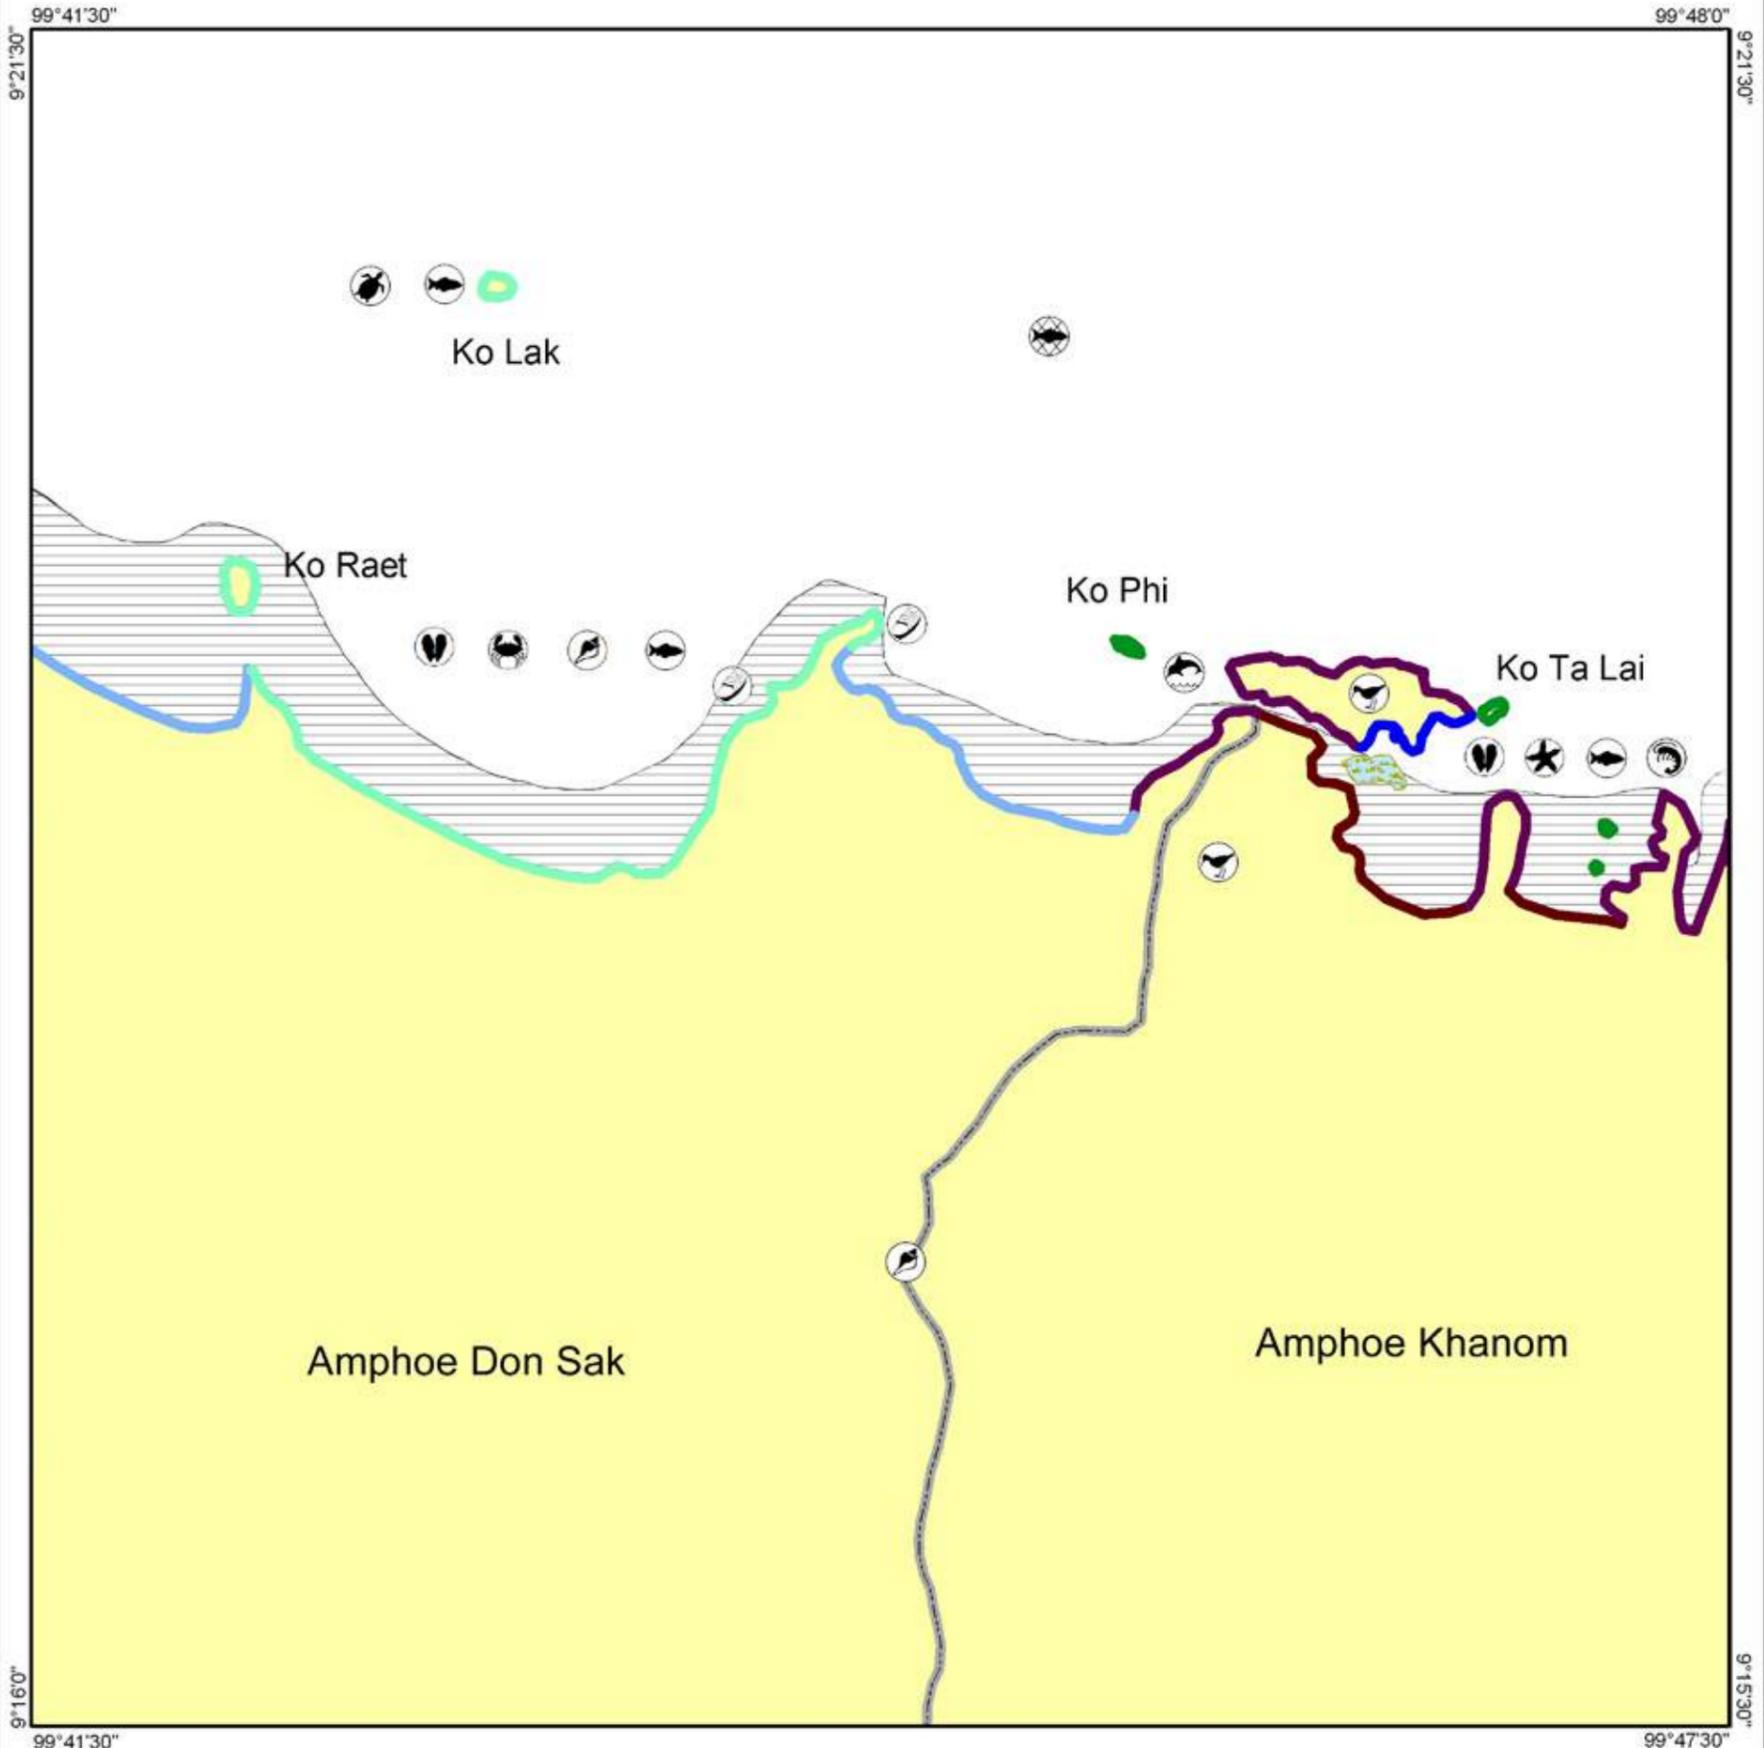 99°41'30"
99°48'0"
9°21'30"
9°21'30"
Ko Lak
Ko Raet
Ko Phi
Ko Ta Lai
Amphoe Khanom
Amphoe Don Sak
9°16'0"
9°15'30"
99°41'30"
99°47'30"